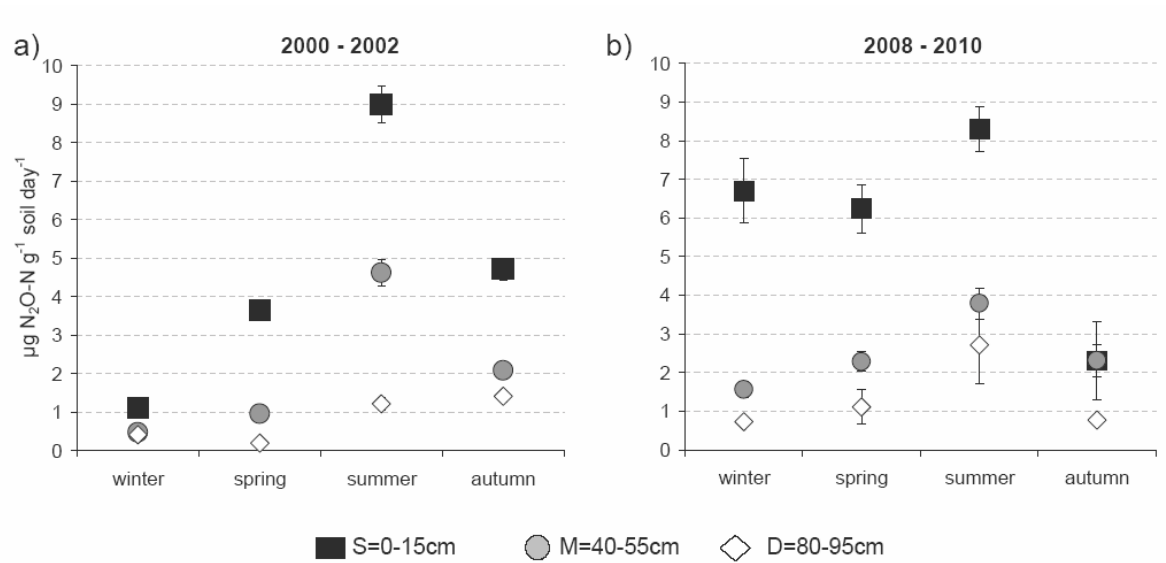 a)
2000 - 2002
10
9
8
7
6
5
4
3
2
1
0
µg N₂O-N g⁻¹ soil day⁻¹
winter spring summer autumn
b)
2008 - 2010
10
9
8
7
6
5
4
3
2
1
0
winter spring summer autumn
S=0-15cm M=40-55cm D=80-95cm